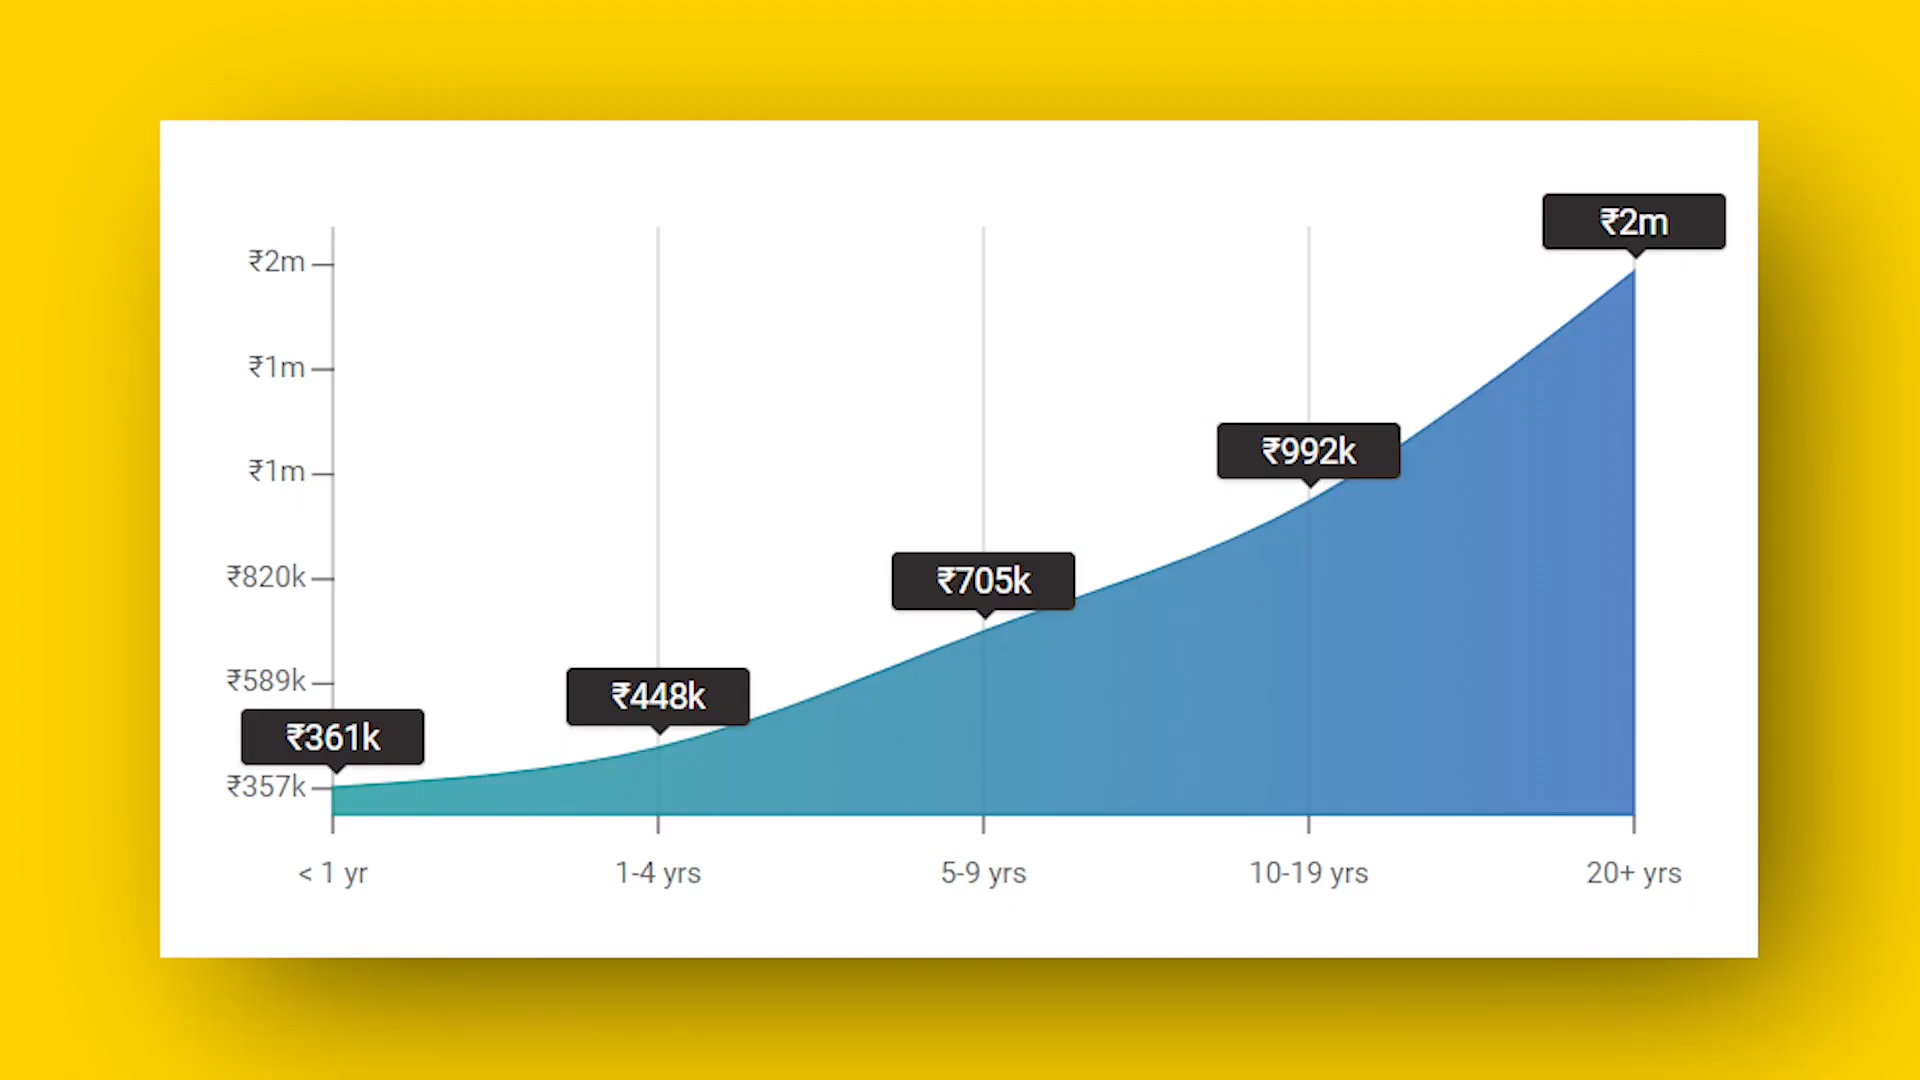 ₹2m
₹2m
₹1m
₹992k
₹1m
₹820k
₹705k
₹589k
₹448k
₹361k
₹357k
< 1 yr 1-4 yrs 5-9 yrs 10-19 yrs 20+ yrs